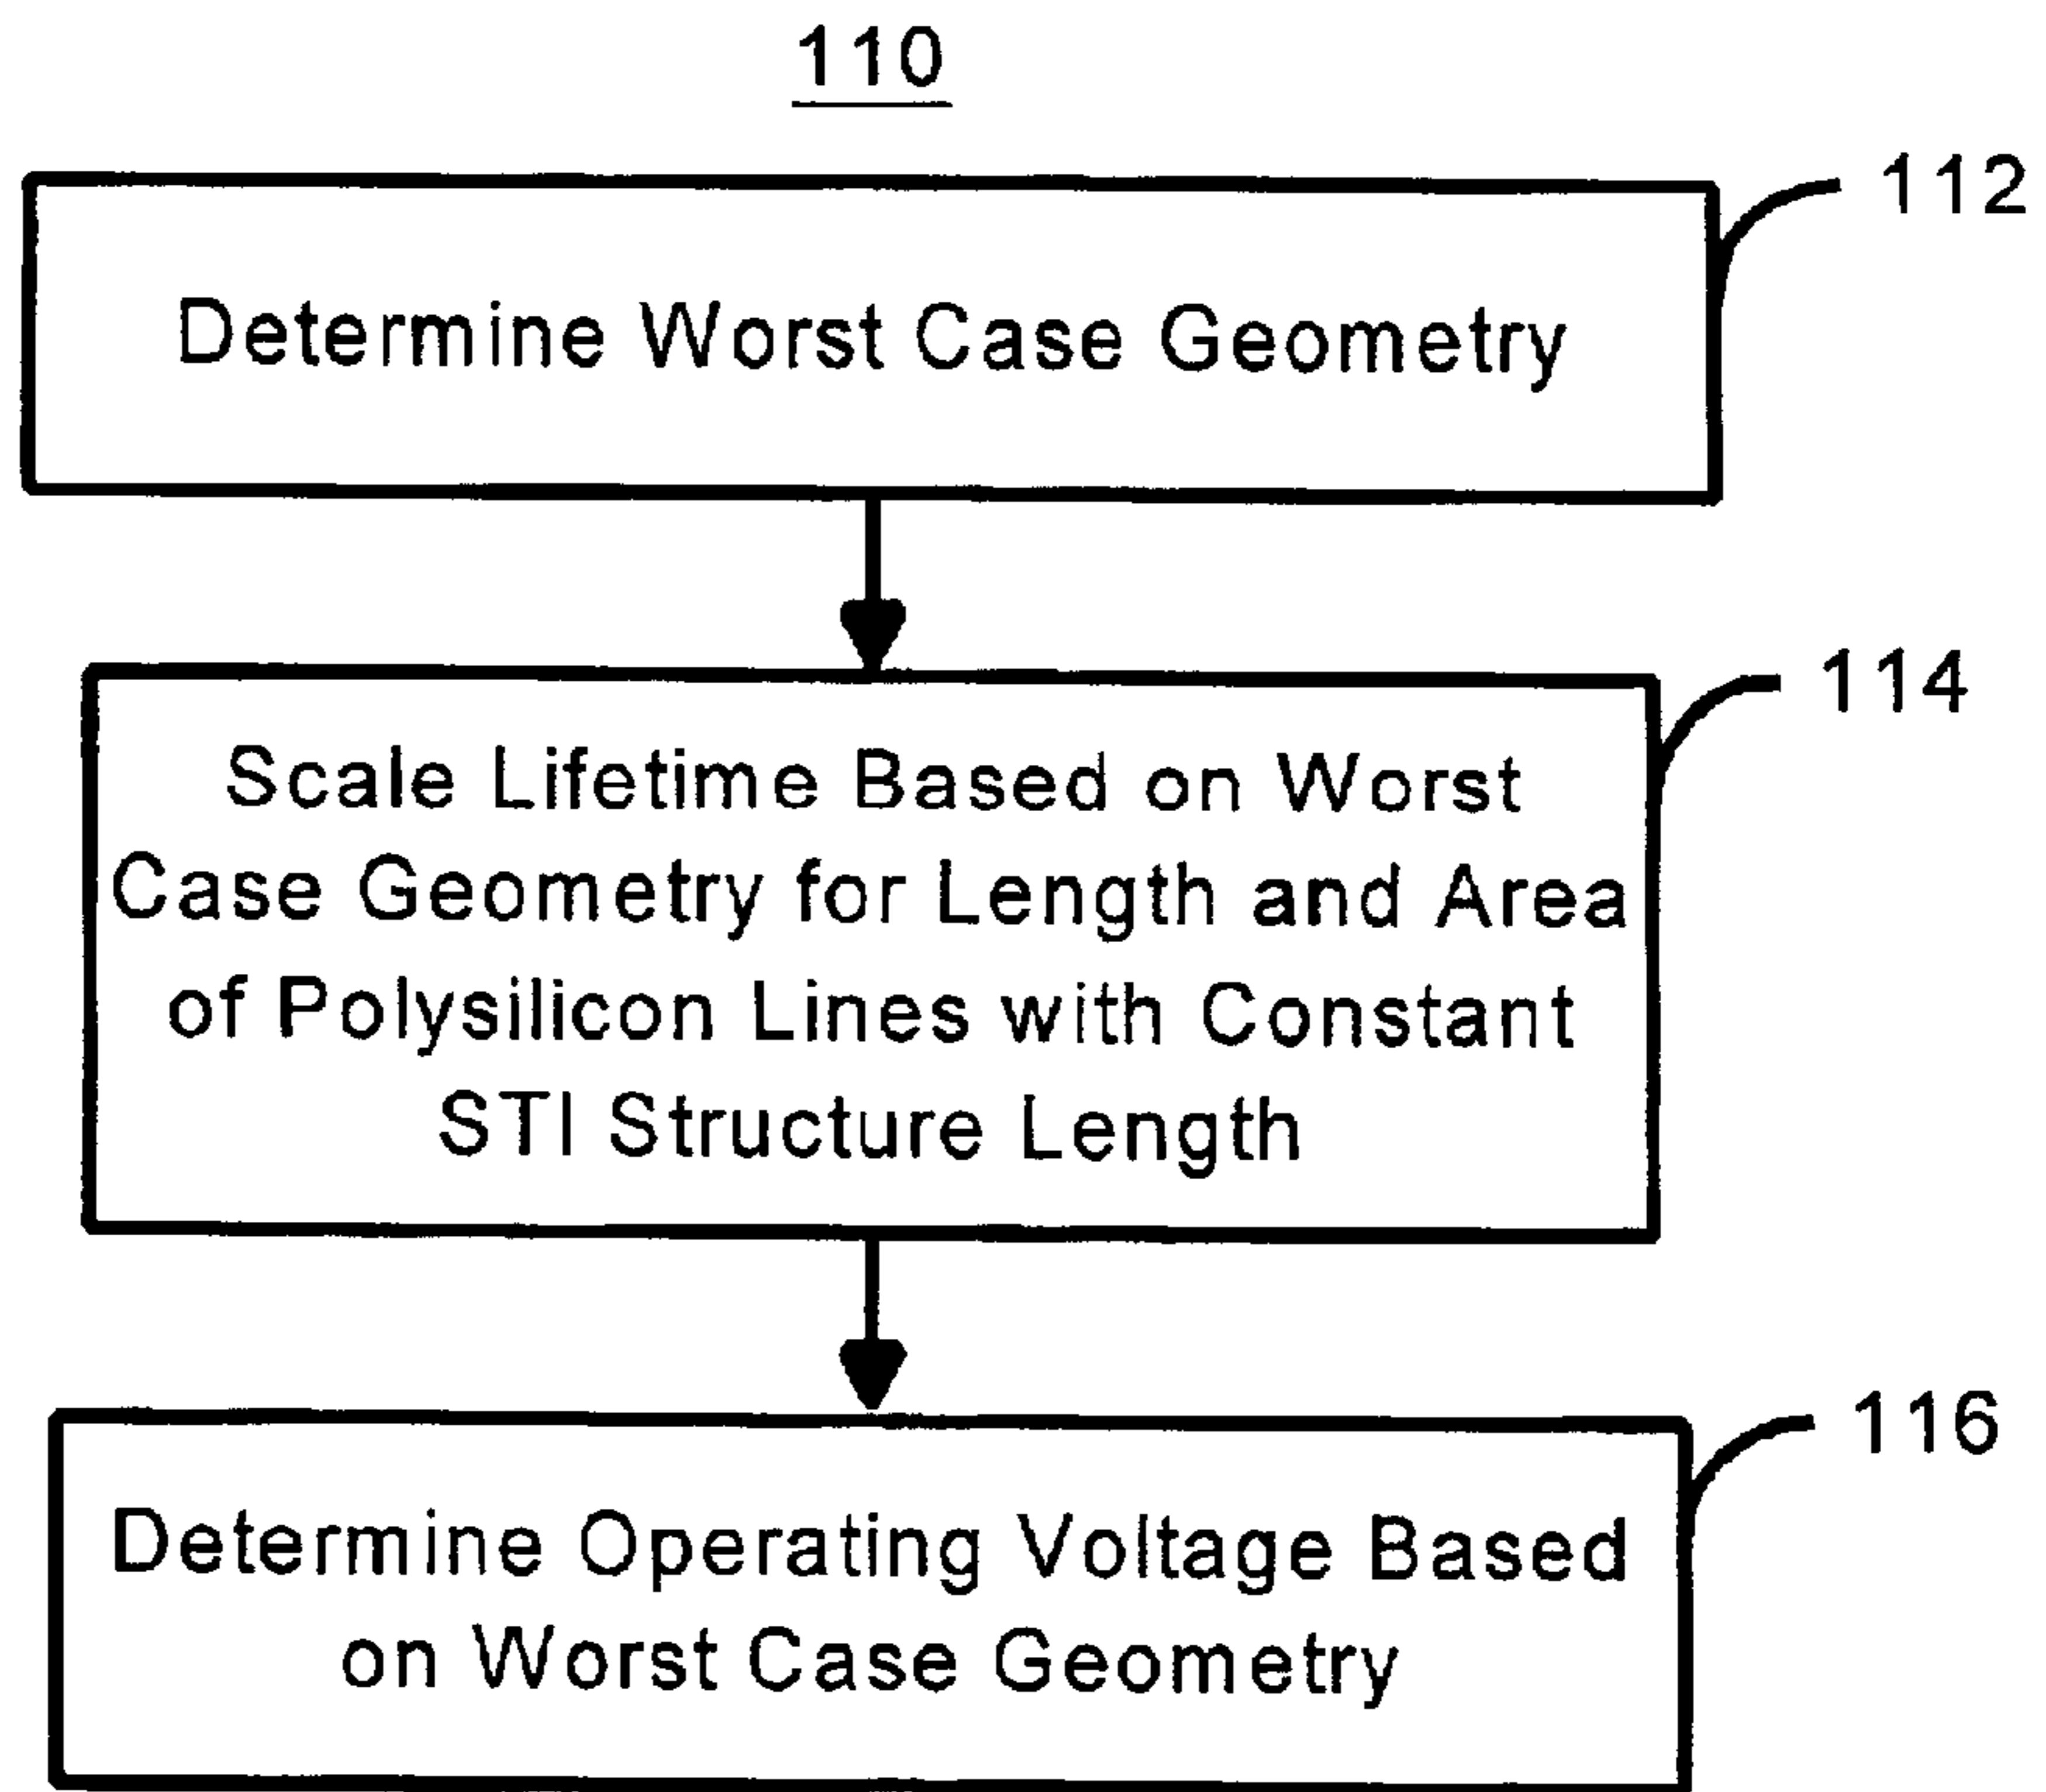 110
112
Determine Worst Case Geometry
114
Scale Lifetime Based on Worst
Case Geometry for Length and Area
of Polysilicon Lines with Constant
STI Structure Length
116
Determine Operating Voltage Based
on Worst Case Geometry